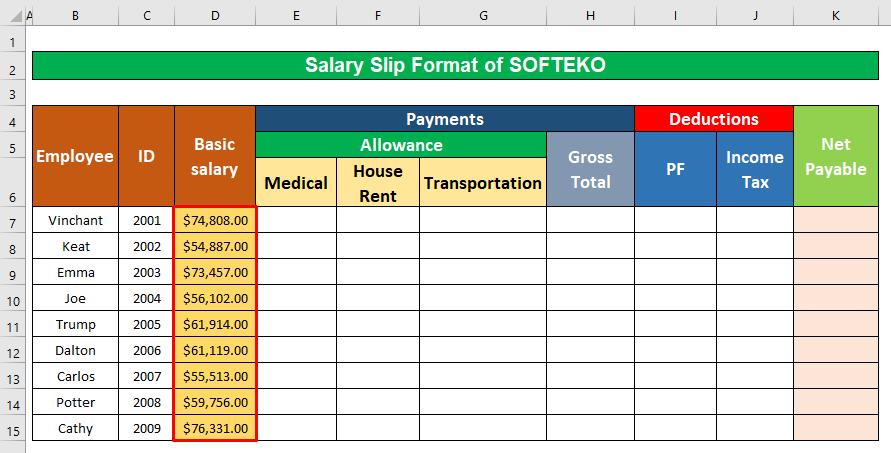 A B C D E F G H I J K
1
2 Salary Slip Format of SOFTEKO
3
4 Payments Deductions
5 Employee ID Basic salary Allowance Gross Total PF Income Tax Net Payable
6 Medical House Rent Transportation
7 Vinchant 2001 $74,808.00
8 Keat 2002 $54,887.00
9 Emma 2003 $73,457.00
10 Joe 2004 $56,102.00
11 Trump 2005 $61,914.00
12 Dalton 2006 $61,119.00
13 Carlos 2007 $55,513.00
14 Potter 2008 $59,756.00
15 Cathy 2009 $76,331.00